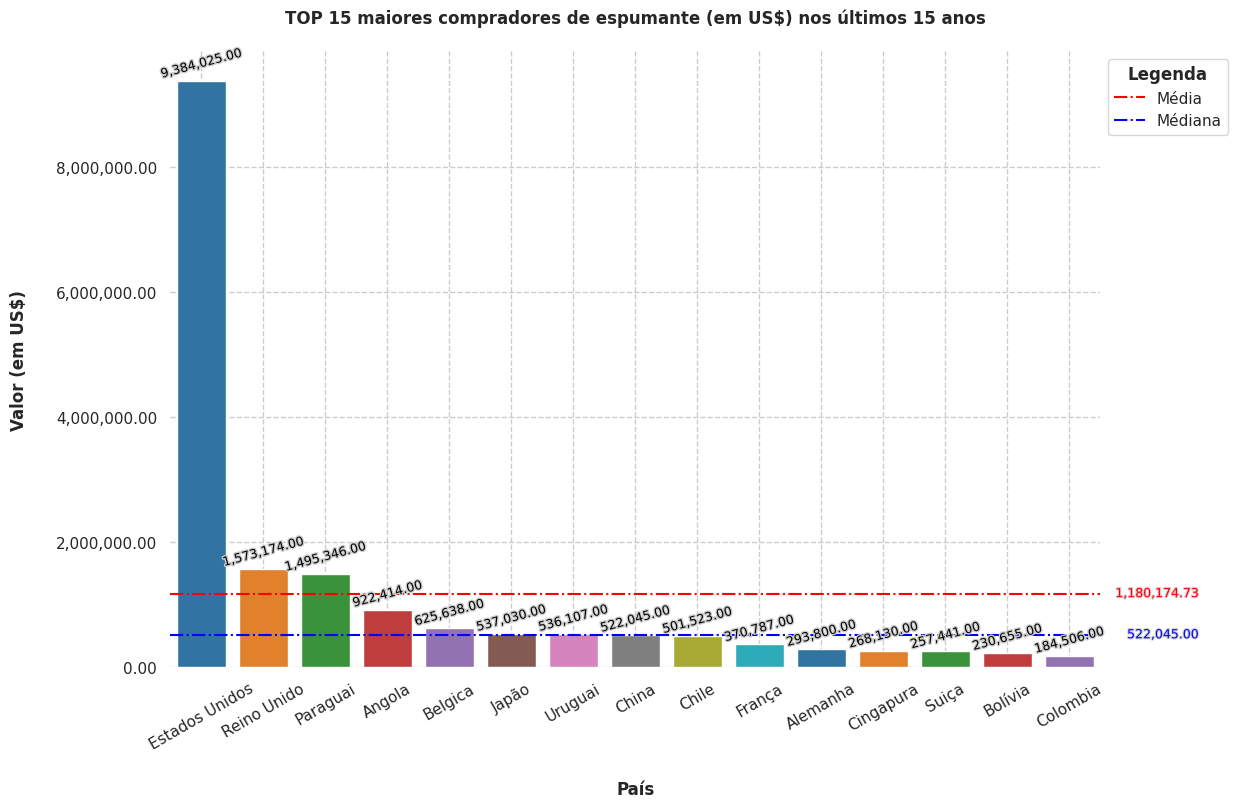 TOP 15 maiores compradores de espumante (em US$) nos últimos 15 anos
Legenda
Média
Médiana
Valor (em US$)
8,000,000.00
6,000,000.00
4,000,000.00
2,000,000.00
0.00
9,384,025.00
1,573,174.00
1,495,346.00
922,414.00
625,638.00
537,030.00
536,107.00
522,045.00
501,523.00
370,787.00
293,800.00
268,130.00
257,441.00
230,655.00
184,506.00
1,180,174.73
522,045.00
Estados Unidos
Reino Unido
Paraguai
Angola
Belgica
Japão
Uruguai
China
Chile
França
Alemanha
Cingapura
Suiça
Bolívia
Colombia
País